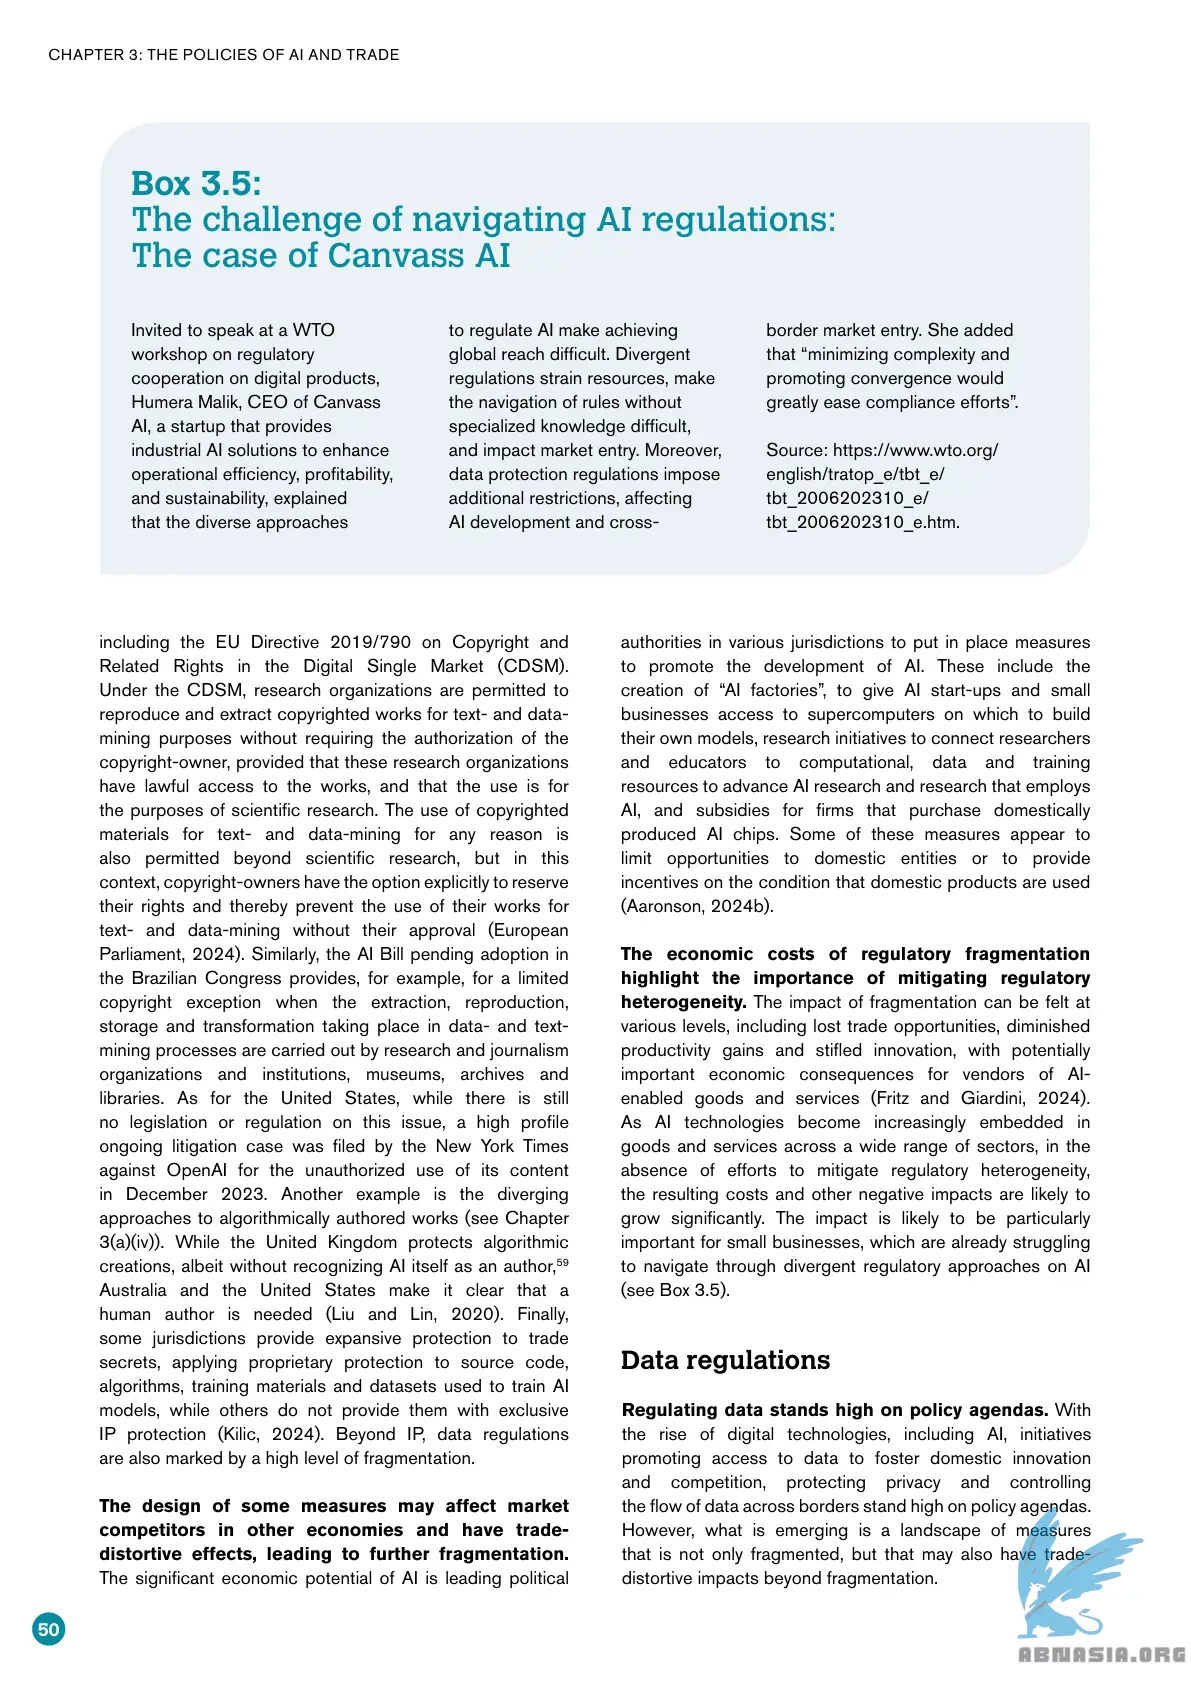 CHAPTER 3: THE POLICIES OF AI AND TRADE
Box 3.5:
The challenge of navigating AI regulations:
The case of Canvass AI
Invited to speak at a WTO
workshop on regulatory
cooperation on digital products,
Humera Malik, CEO of Canvass
AI, a startup that provides
industrial AI solutions to enhance
operational efficiency, profitability,
and sustainability, explained
that the diverse approaches
to regulate AI make achieving
global reach difficult. Divergent
regulations strain resources, make
the navigation of rules without
specialized knowledge difficult,
and impact market entry. Moreover,
data protection regulations impose
additional restrictions, affecting
AI development and cross-
border market entry. She added
that “minimizing complexity and
promoting convergence would
greatly ease compliance efforts”.
Source: https://www.wto.org/
english/tratop_e/tbt_e/
tbt_2006202310_e/
tbt_2006202310_e.htm.
including the EU Directive 2019/790 on Copyright and
Related Rights in the Digital Single Market (CDSM).
Under the CDSM, research organizations are permitted to
reproduce and extract copyrighted works for text- and data-
mining purposes without requiring the authorization of the
copyright-owner, provided that these research organizations
have lawful access to the works, and that the use is for
the purposes of scientific research. The use of copyrighted
materials for text- and data-mining for any reason is
also permitted beyond scientific research, but in this
context, copyright-owners have the option explicitly to reserve
their rights and thereby prevent the use of their works for
text- and data-mining without their approval (European
Parliament, 2024). Similarly, the AI Bill pending adoption in
the Brazilian Congress provides, for example, for a limited
copyright exception when the extraction, reproduction,
storage and transformation taking place in data- and text-
mining processes are carried out by research and journalism
organizations and institutions, museums, archives and
libraries. As for the United States, while there is still
no legislation or regulation on this issue, a high profile
ongoing litigation case was filed by the New York Times
against OpenAI for the unauthorized use of its content
in December 2023. Another example is the diverging
approaches to algorithmically authored works (see Chapter
3(a)(iv)). While the United Kingdom protects algorithmic
creations, albeit without recognizing AI itself as an author,59
Australia and the United States make it clear that a
human author is needed (Liu and Lin, 2020). Finally,
some jurisdictions provide expansive protection to trade
secrets, applying proprietary protection to source code,
algorithms, training materials and datasets used to train AI
models, while others do not provide them with exclusive
IP protection (Kilic, 2024). Beyond IP, data regulations
are also marked by a high level of fragmentation.
The design of some measures may affect market
competitors in other economies and have trade-
distortive effects, leading to further fragmentation.
The significant economic potential of AI is leading political
authorities in various jurisdictions to put in place measures
to promote the development of AI. These include the
creation of “AI factories”, to give AI start-ups and small
businesses access to supercomputers on which to build
their own models, research initiatives to connect researchers
and educators to computational, data and training
resources to advance AI research and research that employs
AI, and subsidies for firms that purchase domestically
produced AI chips. Some of these measures appear to
limit opportunities to domestic entities or to provide
incentives on the condition that domestic products are used
(Aaronson, 2024b).
The economic costs of regulatory fragmentation
highlight the importance of mitigating regulatory
heterogeneity. The impact of fragmentation can be felt at
various levels, including lost trade opportunities, diminished
productivity gains and stifled innovation, with potentially
important economic consequences for vendors of AI-
enabled goods and services (Fritz and Giardini, 2024).
As AI technologies become increasingly embedded in
goods and services across a wide range of sectors, in the
absence of efforts to mitigate regulatory heterogeneity,
the resulting costs and other negative impacts are likely to
grow significantly. The impact is likely to be particularly
important for small businesses, which are already struggling
to navigate through divergent regulatory approaches on AI
(see Box 3.5).
Data regulations
Regulating data stands high on policy agendas. With
the rise of digital technologies, including AI, initiatives
promoting access to data to foster domestic innovation
and competition, protecting privacy and controlling
the flow of data across borders stand high on policy agendas.
However, what is emerging is a landscape of measures
that is not only fragmented, but that may also have trade-
distortive impacts beyond fragmentation.
50
ABNASIA.ORG